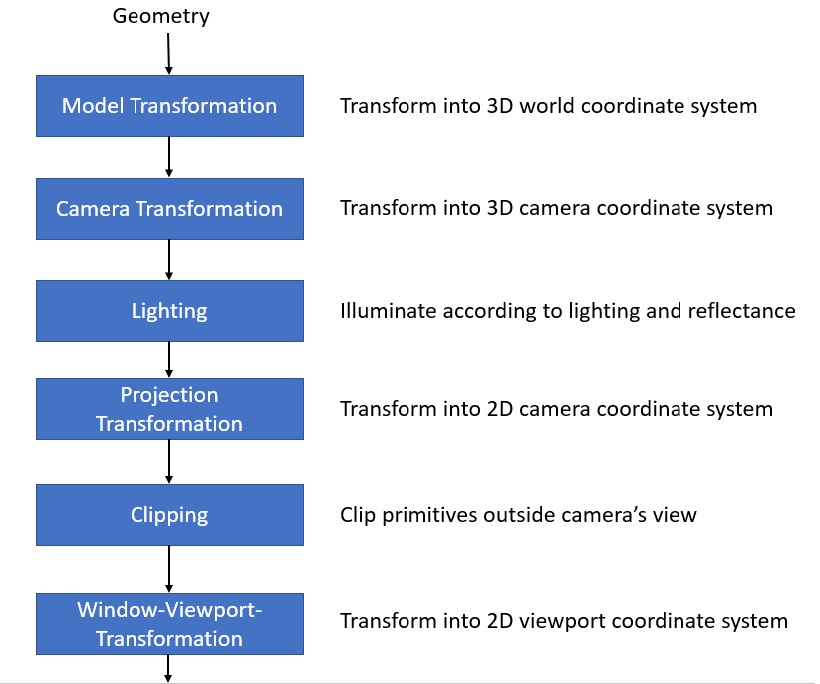 Geometry
Model Transformation
Transform into 3D world coordinate system
Camera Transformation
Transform into 3D camera coordinate system
Lighting
Illuminate according to lighting and reflectance
Projection
Transformation
Transform into 2D camera coordinate system
Clipping
Clip primitives outside camera’s view
Window-Viewport-
Transformation
Transform into 2D viewport coordinate system